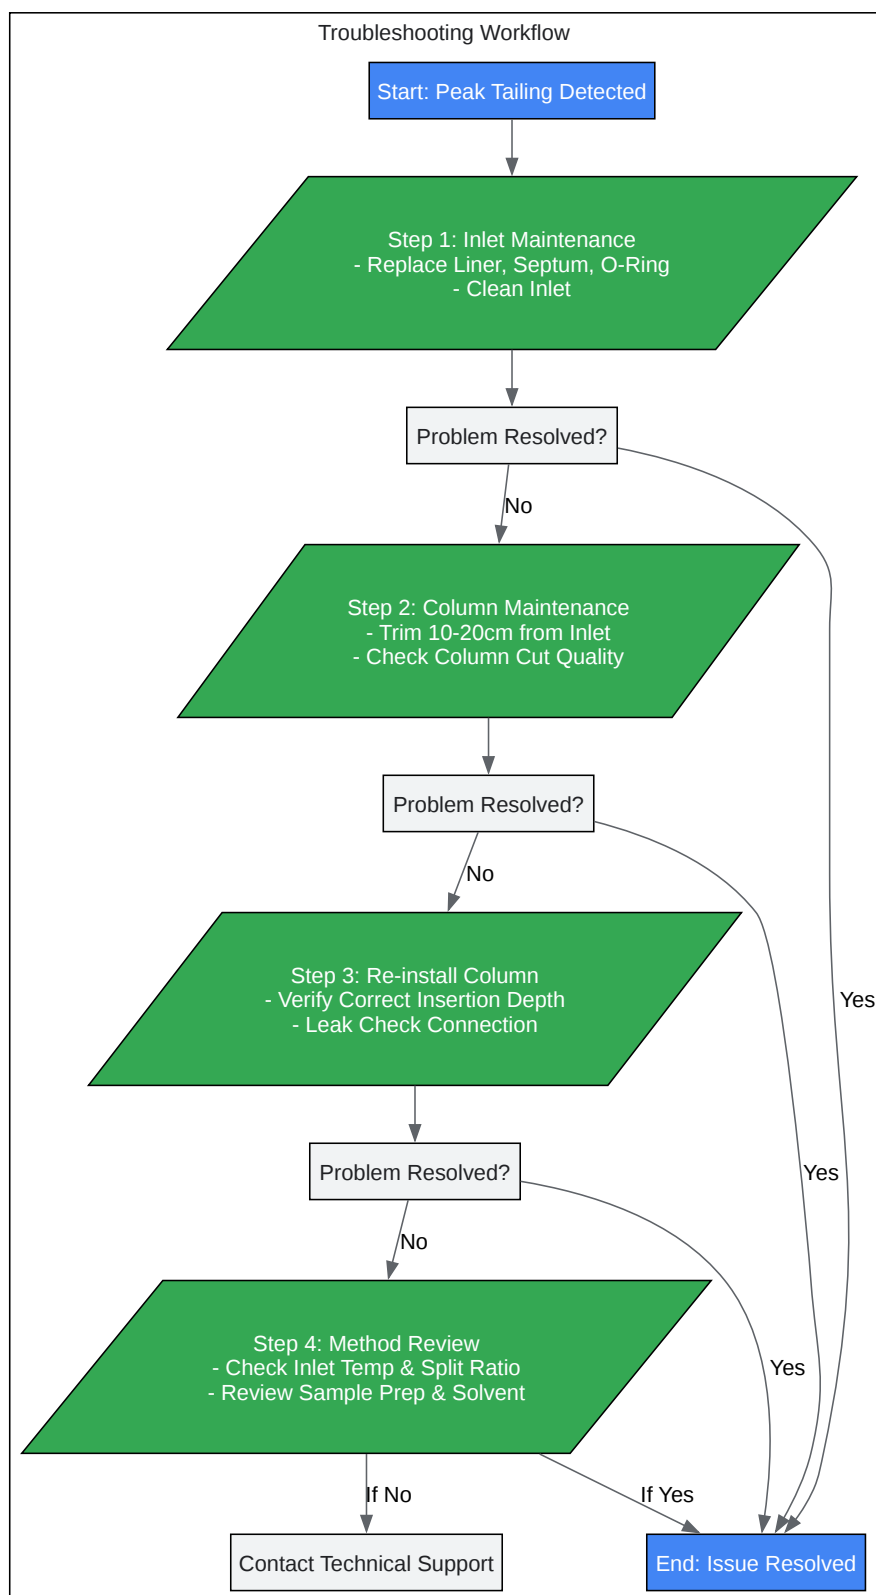 Troubleshooting Workflow
Start: Peak Tailing Detected
Step 1: Inlet Maintenance
- Replace Liner, Septum, O-Ring
- Clean Inlet
Problem Resolved?
No
Yes
Step 2: Column Maintenance
- Trim 10-20cm from Inlet
- Check Column Cut Quality
Problem Resolved?
No
Yes
Step 3: Re-install Column
- Verify Correct Insertion Depth
- Leak Check Connection
Problem Resolved?
No
Yes
Step 4: Method Review
- Check Inlet Temp & Split Ratio
- Review Sample Prep & Solvent
If No
If Yes
Contact Technical Support
End: Issue Resolved